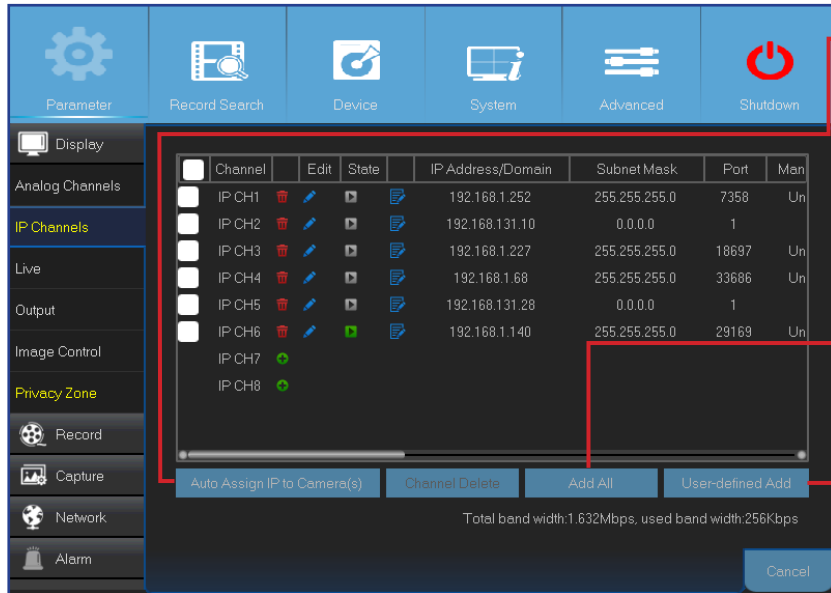 Parameter Record Search Device System Advanced Shutdown
Display
Analog Channels
IP Channels
Live
Output
Image Control
Privacy Zone
Record
Capture
Network
Alarm
Channel Edit State IP Address/Domain Subnet Mask Port Man
IP CH1 192.168.1.252 255.255.255.0 7358 Un
IP CH2 192.168.131.10 0.0.0.0 1
IP CH3 192.168.1.227 255.255.255.0 18697 Un
IP CH4 192.168.1.68 255.255.255.0 33686 Un
IP CH5 192.168.131.28 0.0.0.0 1
IP CH6 192.168.1.140 255.255.255.0 29169 Un
IP CH7
IP CH8
Auto Assign IP to Camera(s) Channel Delete Add All User-defined Add
Total band width:1.632Mbps, used band width:256Kbps
Cancel